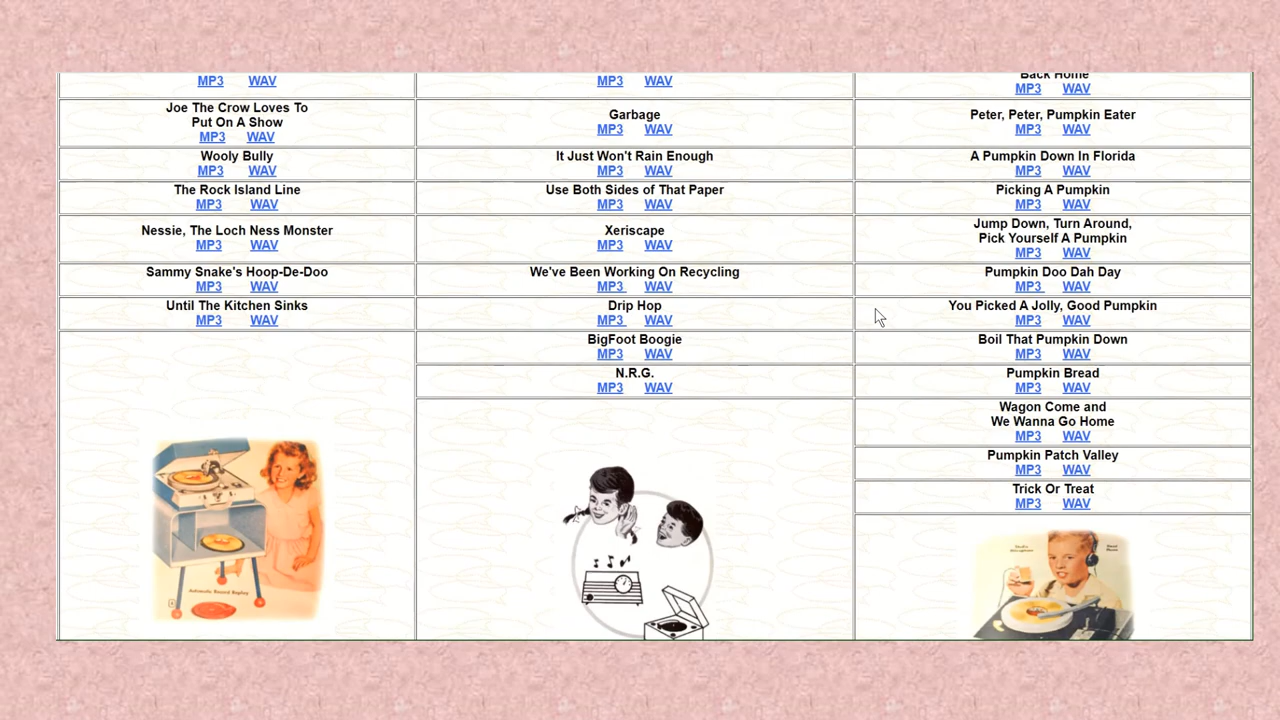 MP3 WAV
Joe The Crow Loves To
Put On A Show
MP3 WAV
Wooly Bully
MP3 WAV
The Rock Island Line
MP3 WAV
Nessie, The Loch Ness Monster
MP3 WAV
Sammy Snake's Hoop-De-Doo
MP3 WAV
Until The Kitchen Sinks
MP3 WAV
Automatic Record Replay
MP3 WAV
Garbage
MP3 WAV
It Just Won't Rain Enough
MP3 WAV
Use Both Sides of That Paper
MP3 WAV
Xeriscape
MP3 WAV
We've Been Working On Recycling
MP3 WAV
Drip Hop
MP3 WAV
BigFoot Boogie
MP3 WAV
N.R.G.
MP3 WAV
Back Home
MP3 WAV
Peter, Peter, Pumpkin Eater
MP3 WAV
A Pumpkin Down In Florida
MP3 WAV
Picking A Pumpkin
MP3 WAV
Jump Down, Turn Around,
Pick Yourself A Pumpkin
MP3 WAV
Pumpkin Doo Dah Day
MP3 WAV
You Picked A Jolly, Good Pumpkin
MP3 WAV
Boil That Pumpkin Down
MP3 WAV
Pumpkin Bread
MP3 WAV
Wagon Come and
We Wanna Go Home
MP3 WAV
Pumpkin Patch Valley
MP3 WAV
Trick Or Treat
MP3 WAV